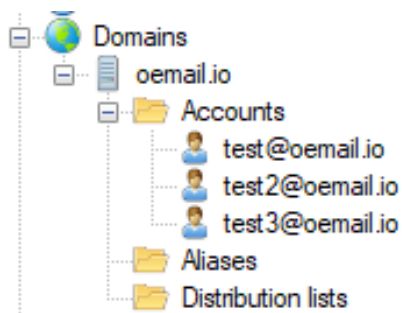 Domains
oemail.io
Accounts
test@oemail.io
test2@oemail.io
test3@oemail.io
Aliases
Distribution lists